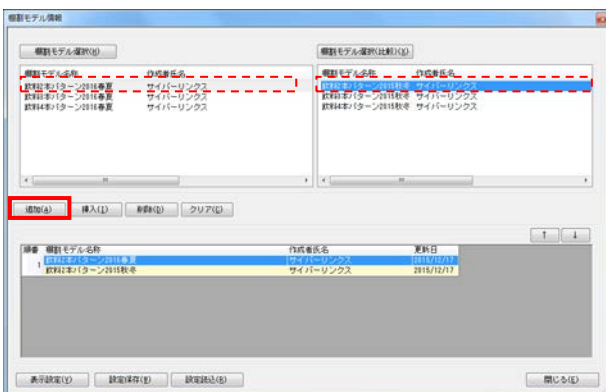 棚割モデル情報
棚割モデル選択(M)
棚割モデル選択(比較)(X)
棚割モデル名称 作成者氏名
飲料2本パターン2016春夏 サイバーリンクス
飲料3本パターン2016春夏 サイバーリンクス
飲料4本パターン2016春夏 サイバーリンクス
棚割モデル名称 作成者氏名
飲料2本パターン2015秋冬 サイバーリンクス
飲料3本パターン2015秋冬 サイバーリンクス
飲料4本パターン2015秋冬 サイバーリンクス
追加(A) 挿入(I) 削除(D) クリア(C)
↑ ↓
順番 棚割モデル名称 作成者氏名 更新日
1
飲料2本パターン2016春夏 サイバーリンクス 2015/12/17
飲料2本パターン2015秋冬 サイバーリンクス 2015/12/17
表示設定(V) 設定保存(W) 設定読込(R) 閉じる(E)